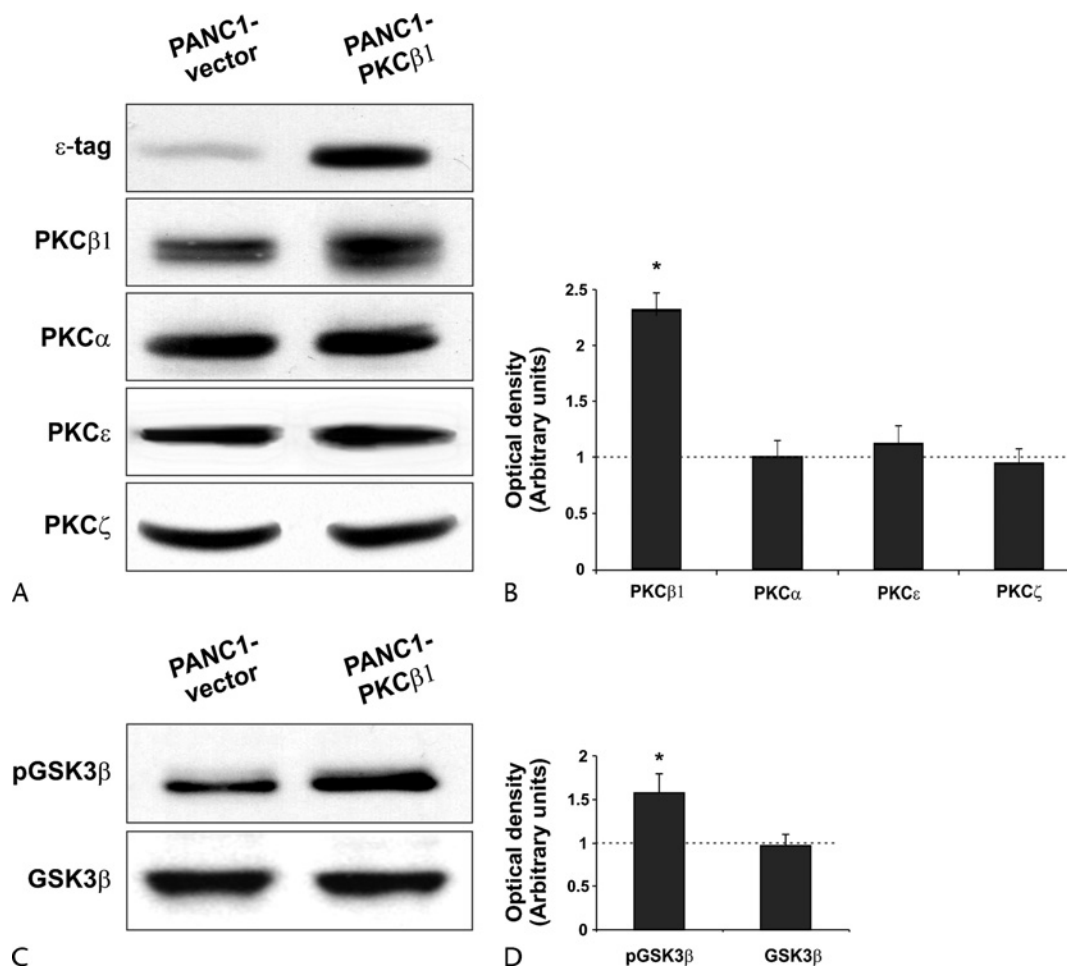 PANC1-
vector
PANC1-
PKCβ1
ε-tag
PKCβ1
PKCα
PKCε
PKCζ
A
Optical density
(Arbitrary units)
2.5
2
1.5
1
0.5
0
*
PKCβ1
PKCα
PKCε
PKCζ
B
PANC1-
vector
PANC1-
PKCβ1
pGSK3β
GSK3β
C
Optical density
(Arbitrary units)
2
1.5
1
0.5
0
*
pGSK3β
GSK3β
D